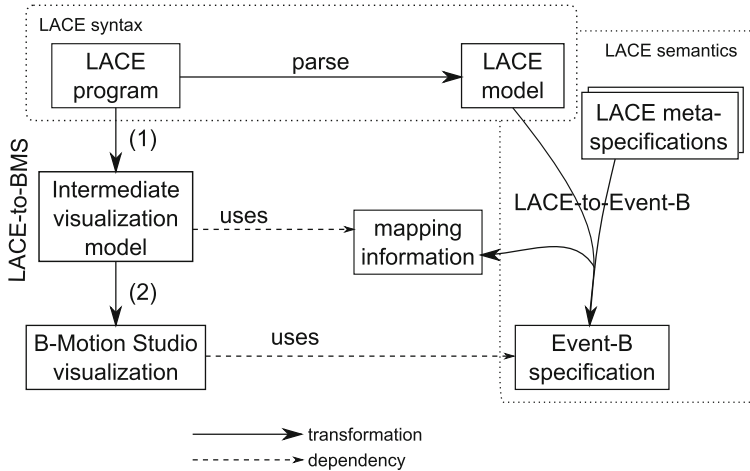 LACE syntax
LACE semantics
LACE
program
parse
LACE
model
LACE meta-
specifications
(1)
LACE-to-BMS
Intermediate
visualization
model
uses
mapping
information
LACE-to-Event-B
(2)
B-Motion Studio
visualization
uses
Event-B
specification
transformation
dependency